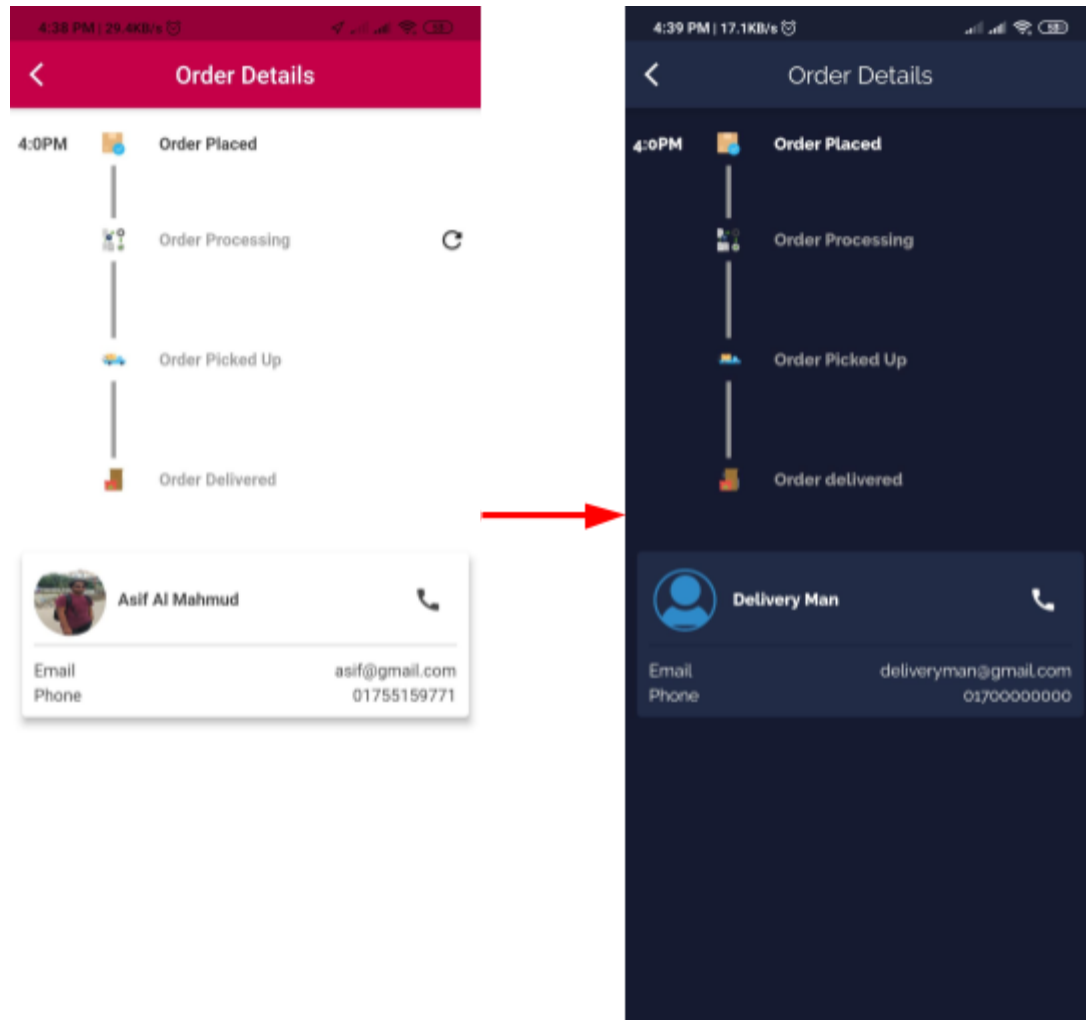 4:38 PM | 29.4KB/s
Order Details
4:0PM Order Placed
Order Processing
Order Picked Up
Order Delivered
Asif Al Mahmud
Email asif@gmail.com
Phone 01755159771
4:39 PM | 17.1KB/s
Order Details
4:0PM Order Placed
Order Processing
Order Picked Up
Order delivered
Delivery Man
Email deliveryman@gmail.com
Phone 01700000000